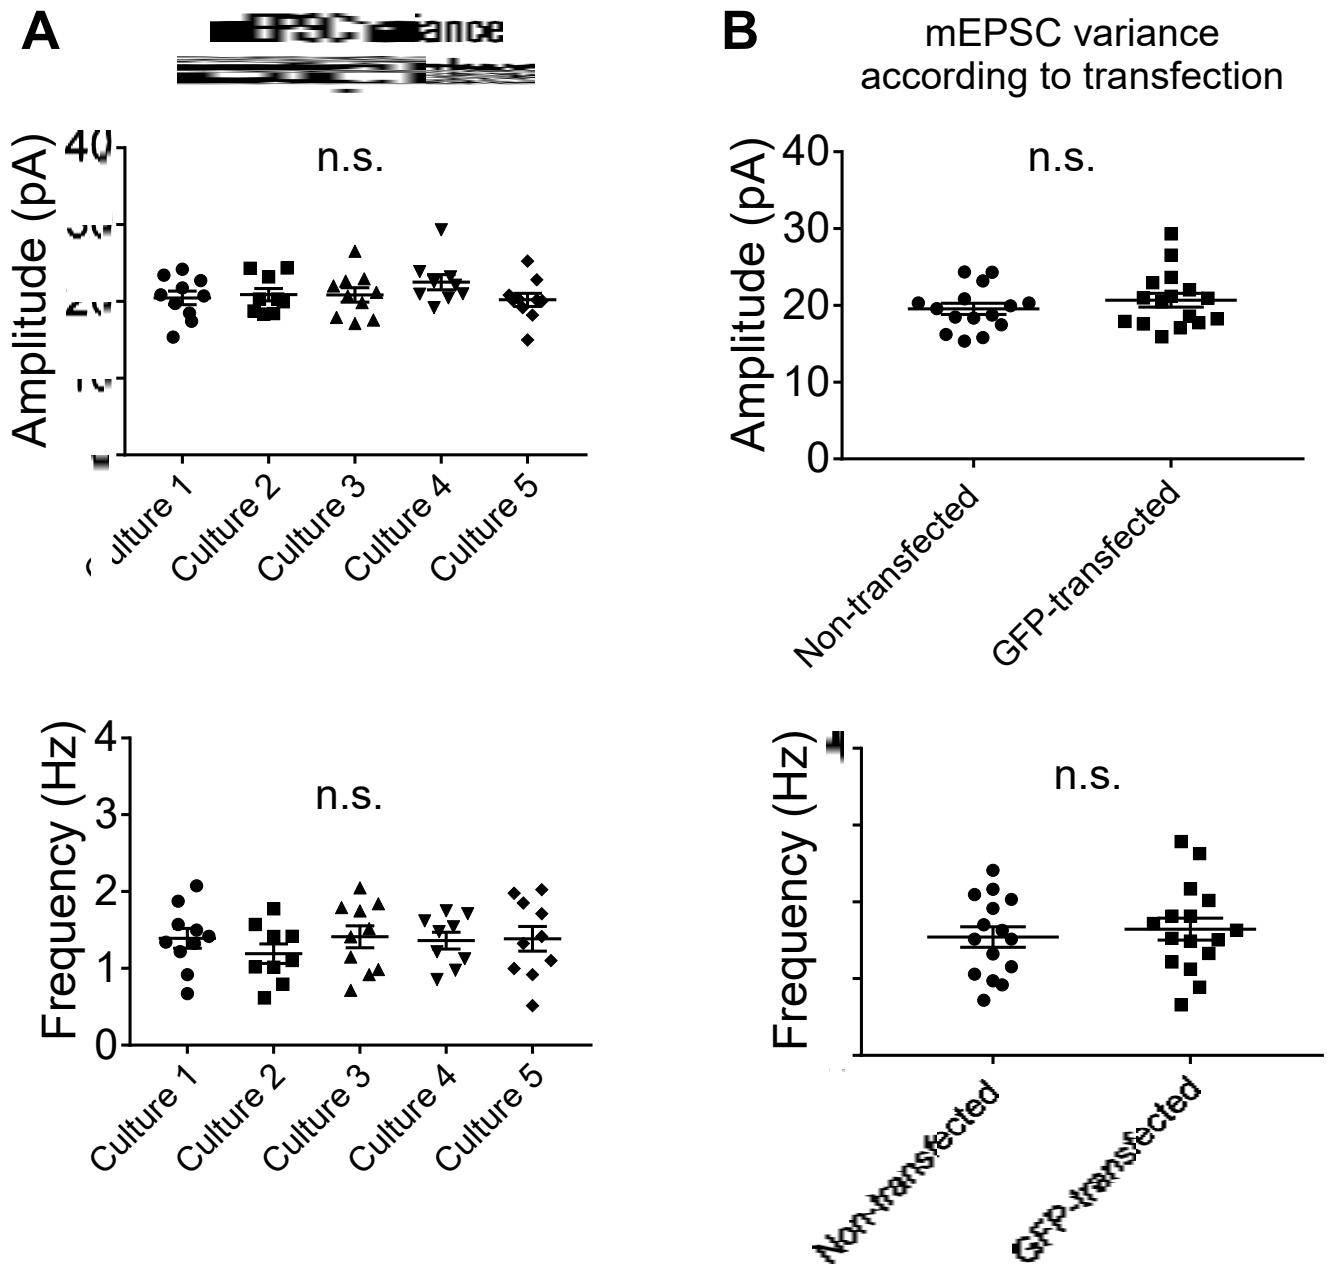 A
mEPSC variance
Amplitude (pA)
40
n.s.
Culture 1
Culture 2
Culture 3
Culture 4
Culture 5
Frequency (Hz)
4
3
2
1
0
n.s.
Culture 1
Culture 2
Culture 3
Culture 4
Culture 5
B
mEPSC variance
according to transfection
Amplitude (pA)
40
30
20
10
0
n.s.
Non-transfected
GFP-transfected
Frequency (Hz)
n.s.
Non-transfected
GFP-transfected